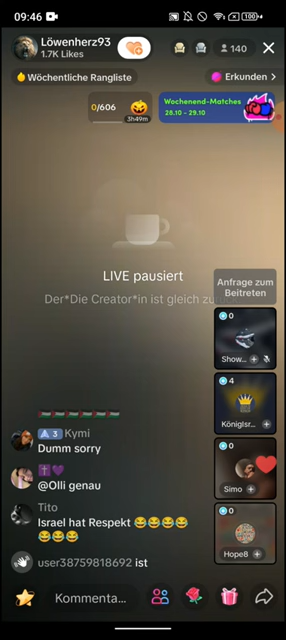 09:46
100
Löwenherz93
1.7K Likes
140
Wöchentliche Rangliste
Erkunden >
0/606
3h49m
Wochenend-Matches
28.10 - 29.10
LIVE pausiert
Anfrage zum
Beitreten
Der*Die Creator*in ist gleich zu
0
Show...
4
KönigIsr...
0
Simo
0
Hope8
3 Kymi
Dumm sorry
@Olli genau
Tito
Israel hat Respekt
user38759818692 ist
Kommenta...